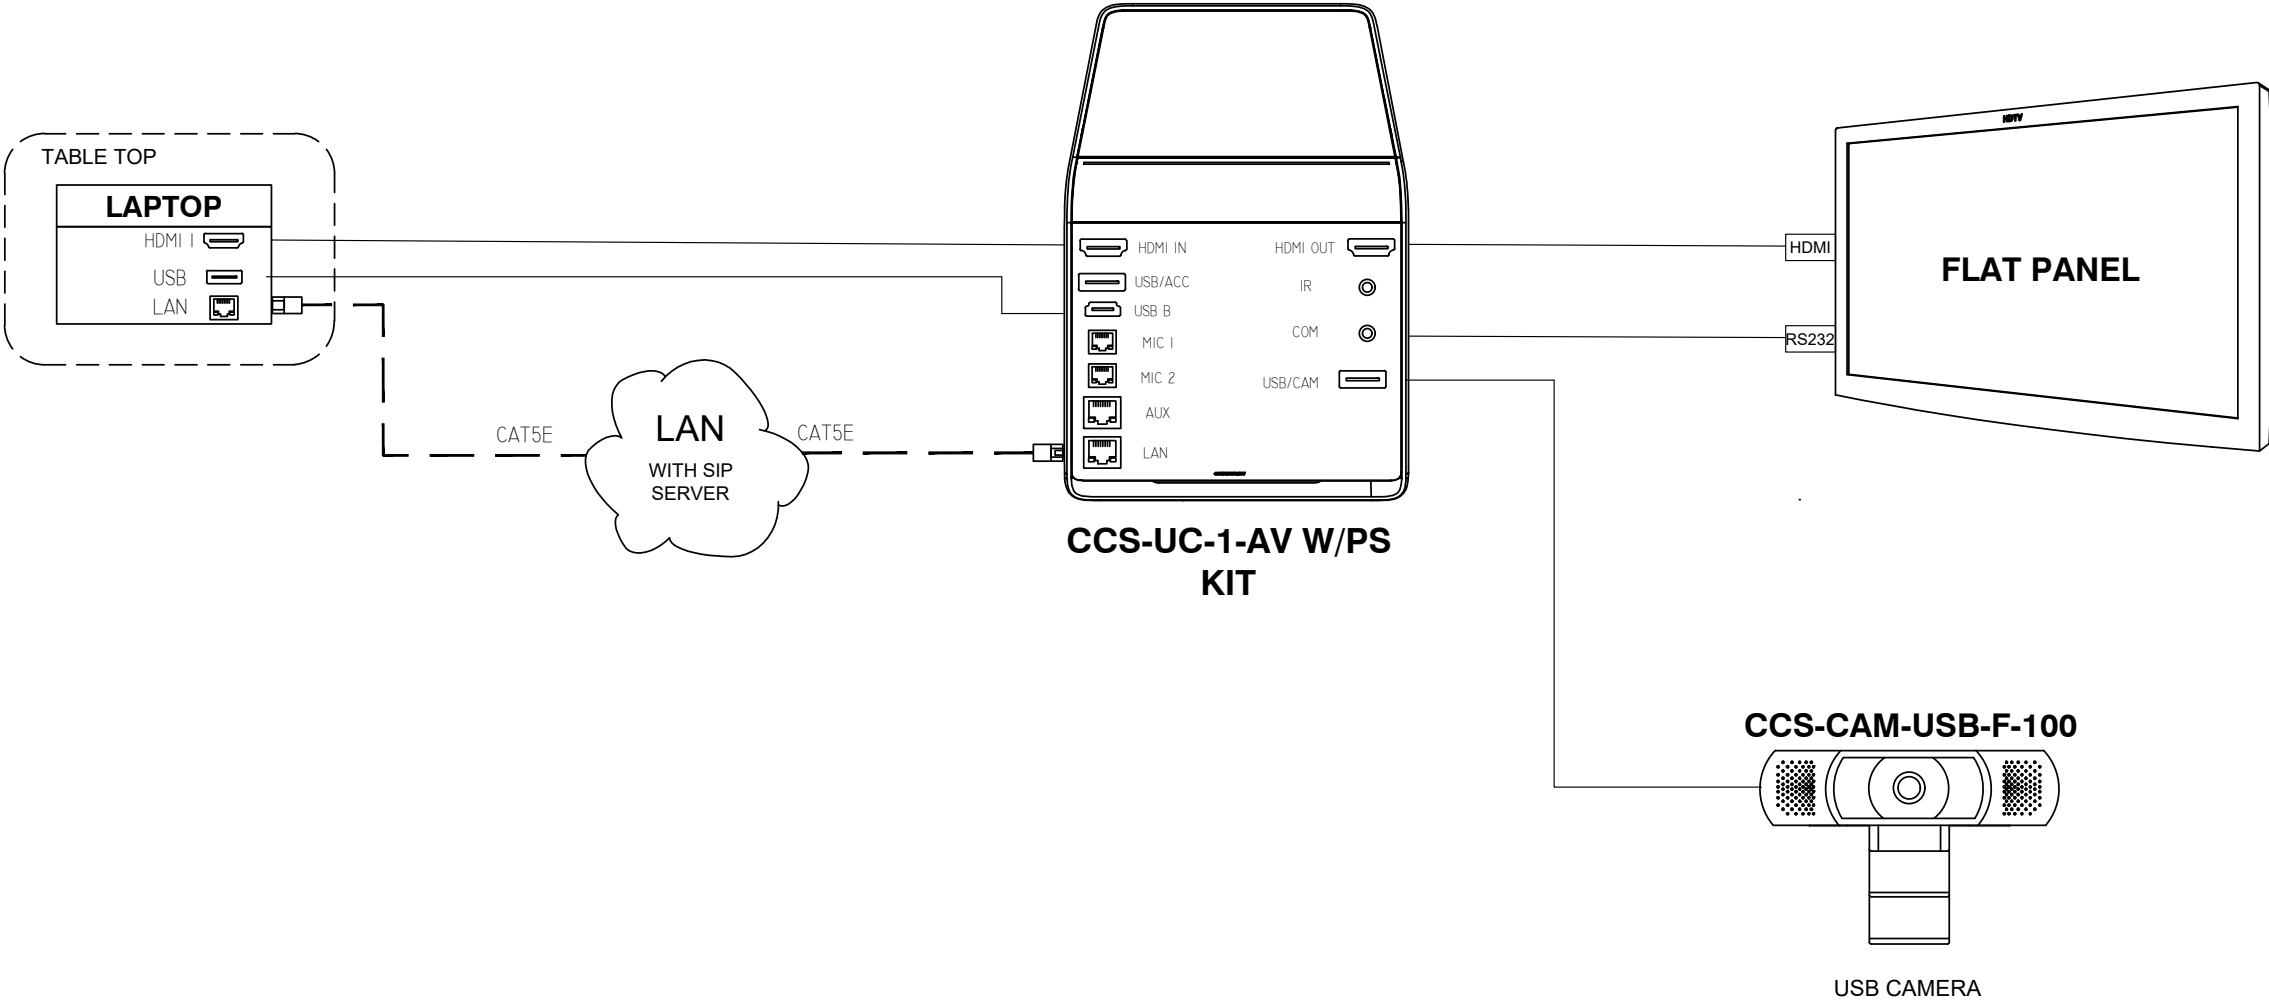 TABLE TOP
LAPTOP
HDMI 1
USB
LAN
CAT5E
LAN
WITH SIP
SERVER
CAT5E
HDMI IN
USB/ACC
USB B
MIC 1
MIC 2
AUX
LAN
HDMI OUT
IR
COM
USB/CAM
CCS-UC-1-AV W/PS
KIT
HDTV
HDMI
RS232
FLAT PANEL
CCS-CAM-USB-F-100
USB CAMERA